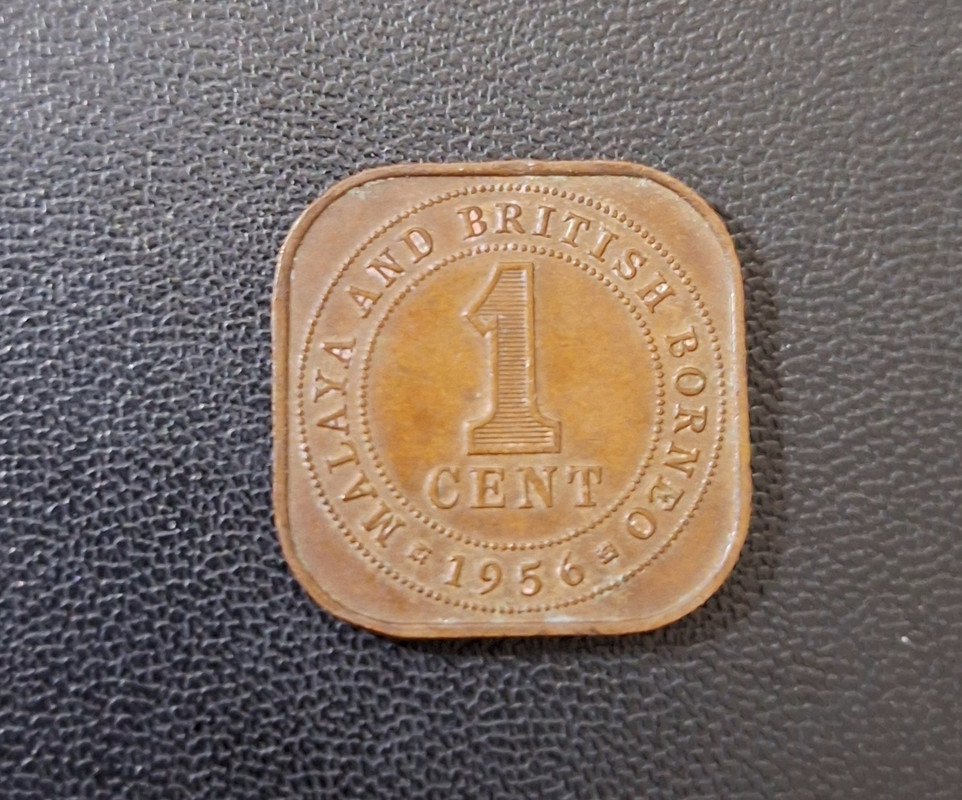 MALAYA AND BRITISH BORNEO
1
CENT
1956